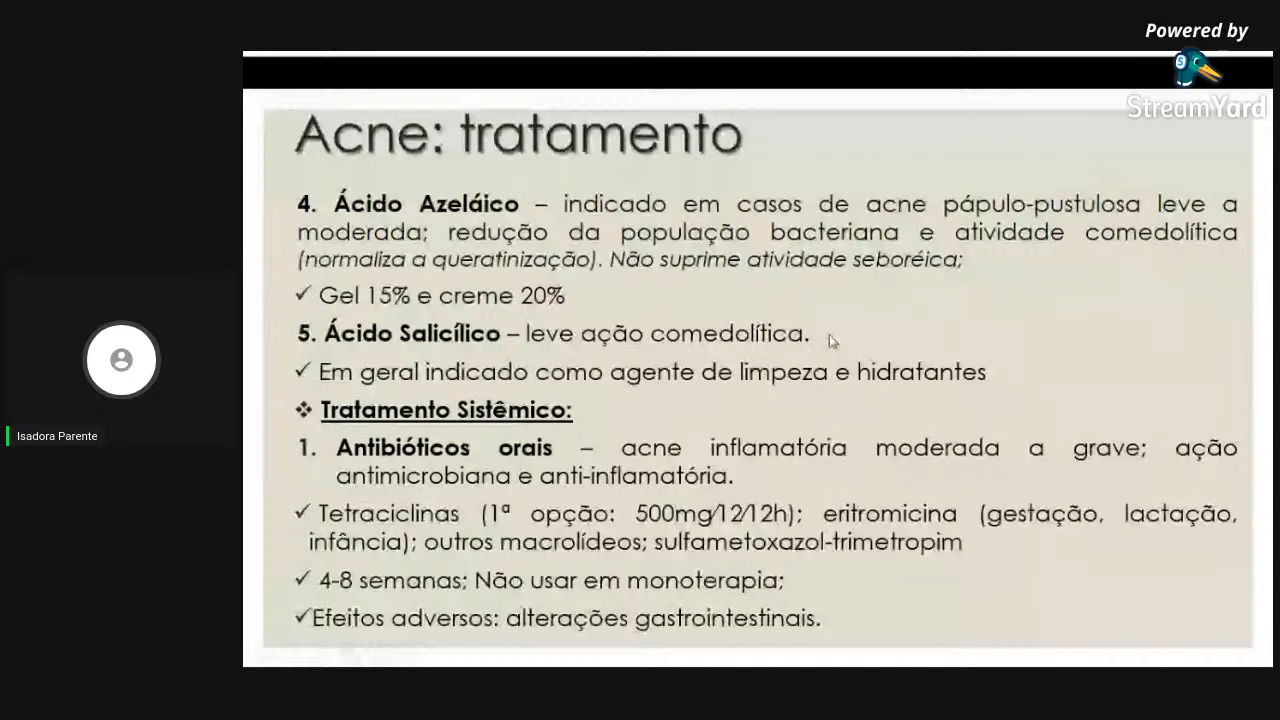 Powered by
StreamYard
Acne: tratamento
4. Ácido Azeláico – indicado em casos de acne pápulo-pustulosa leve a
moderada; redução da população bacteriana e atividade comedolítica
(normaliza a queratinização). Não suprime atividade seboréica;
✓ Gel 15% e creme 20%
5. Ácido Salicílico – leve ação comedolítica.
✓ Em geral indicado como agente de limpeza e hidratantes
❖ Tratamento Sistêmico:
1. Antibióticos orais – acne inflamatória moderada a grave; ação
antimicrobiana e anti-inflamatória.
✓ Tetraciclinas (1ª opção: 500mg/12/12h); eritromicina (gestação, lactação,
infância); outros macrolídeos; sulfametoxazol-trimetropim
✓ 4-8 semanas; Não usar em monoterapia;
✓Efeitos adversos: alterações gastrointestinais.
Isadora Parente